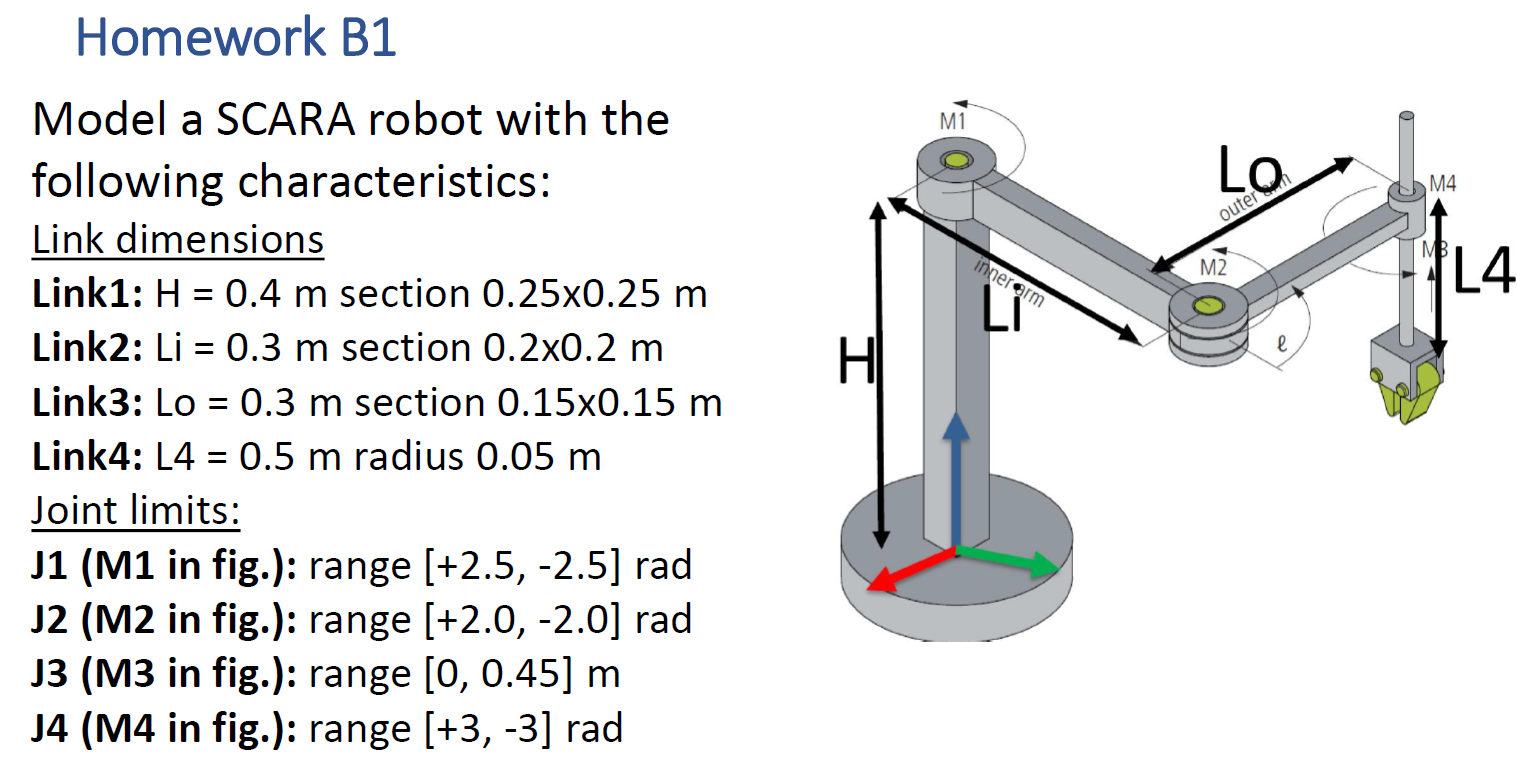 Homework B1
Model a SCARA robot with the
following characteristics:
Link dimensions
Link1: H = 0.4 m section 0.25x0.25 m
Link2: Li = 0.3 m section 0.2x0.2 m
Link3: Lo = 0.3 m section 0.15x0.15 m
Link4: L4 = 0.5 m radius 0.05 m
Joint limits:
J1 (M1 in fig.): range [+2.5, -2.5] rad
J2 (M2 in fig.): range [+2.0, -2.0] rad
J3 (M3 in fig.): range [0, 0.45] m
J4 (M4 in fig.): range [+3, -3] rad
M1
Lo
outer arm
M4
M3
L4
M2
inner arm
Li
H
ℓ